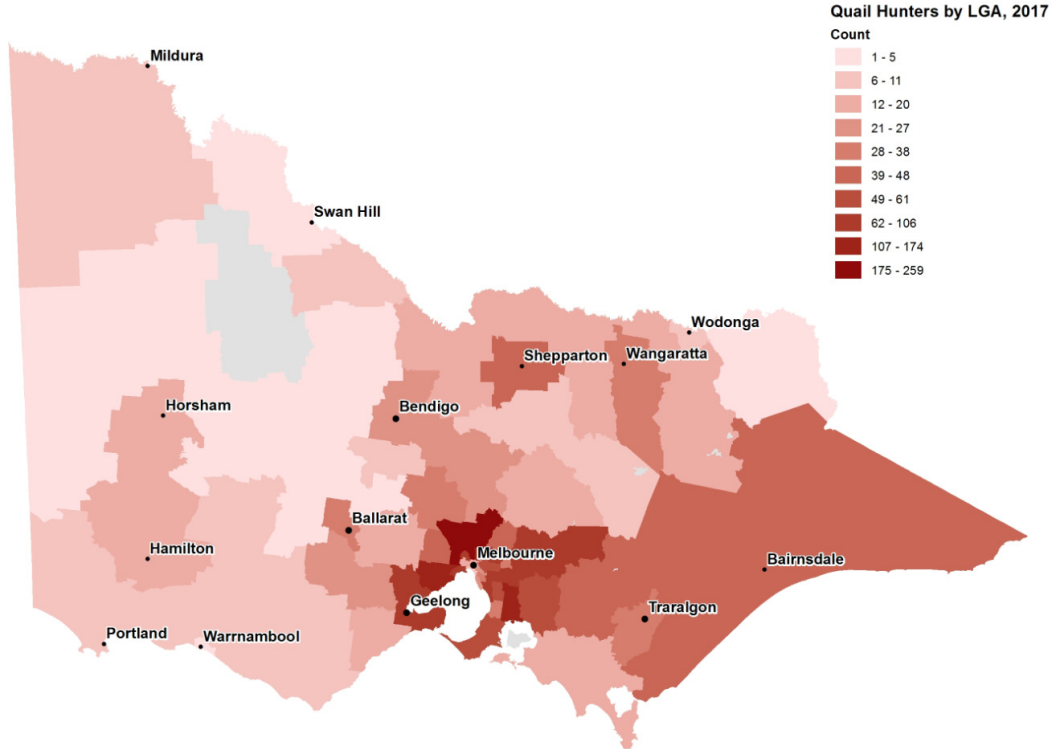 Quail Hunters by LGA, 2017
Count
1 - 5
6 - 11
12 - 20
21 - 27
28 - 38
39 - 48
49 - 61
62 - 106
107 - 174
175 - 259
Mildura
Swan Hill
Wodonga
Shepparton
Wangaratta
Horsham
Bendigo
Ballarat
Hamilton
Melbourne
Bairnsdale
Geelong
Traralgon
Portland
Warrnambool